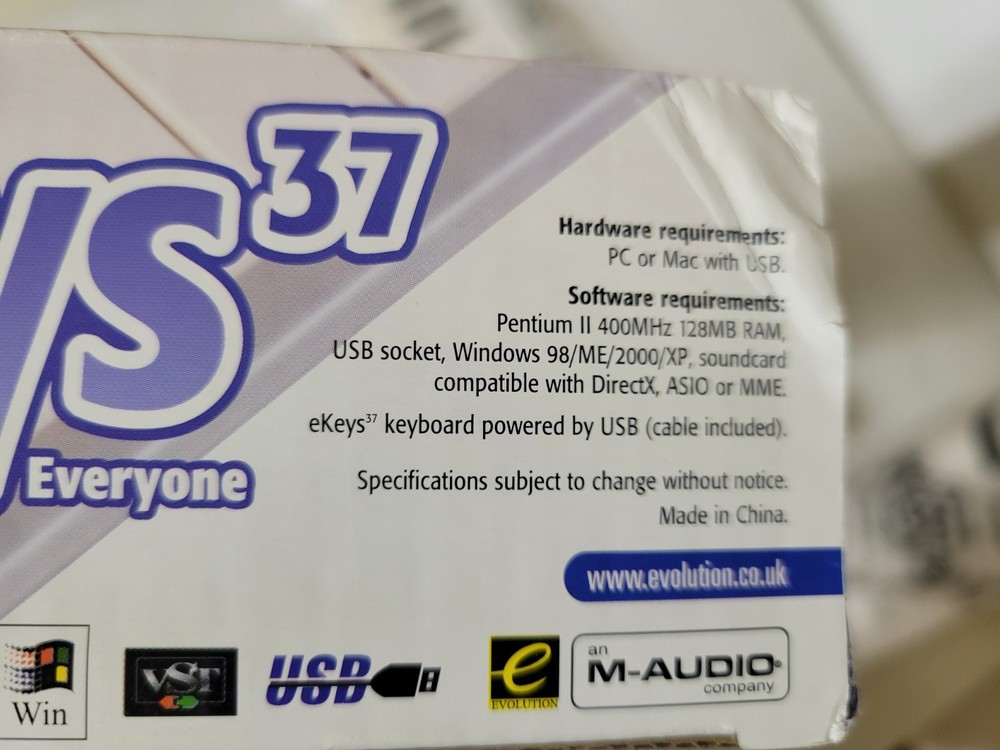 ys37
Everyone
Hardware requirements:
PC or Mac with USB.
Software requirements:
Pentium II 400MHz 128MB RAM,
USB socket, Windows 98/ME/2000/XP, soundcard
compatible with DirectX, ASIO or MME.
eKeys37 keyboard powered by USB (cable included).
Specifications subject to change without notice.
Made in China.
www.evolution.co.uk
Win
VST
USB
e
EVOLUTION
an
M-AUDIO®
company